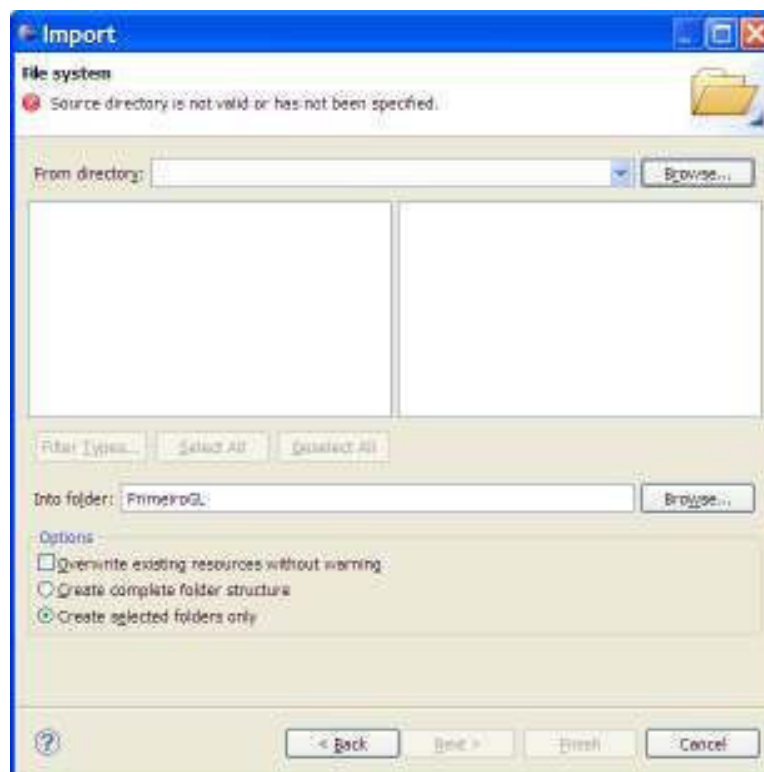 Import
File system
Source directory is not valid or has not been specified.
From directory: Browse...
Filter Types... Select All Deselect All
Into folder: PrimeiroGL Browse...
Options
Overwrite existing resources without warning
Create complete folder structure
Create selected folders only
? < Back Next > Finish Cancel